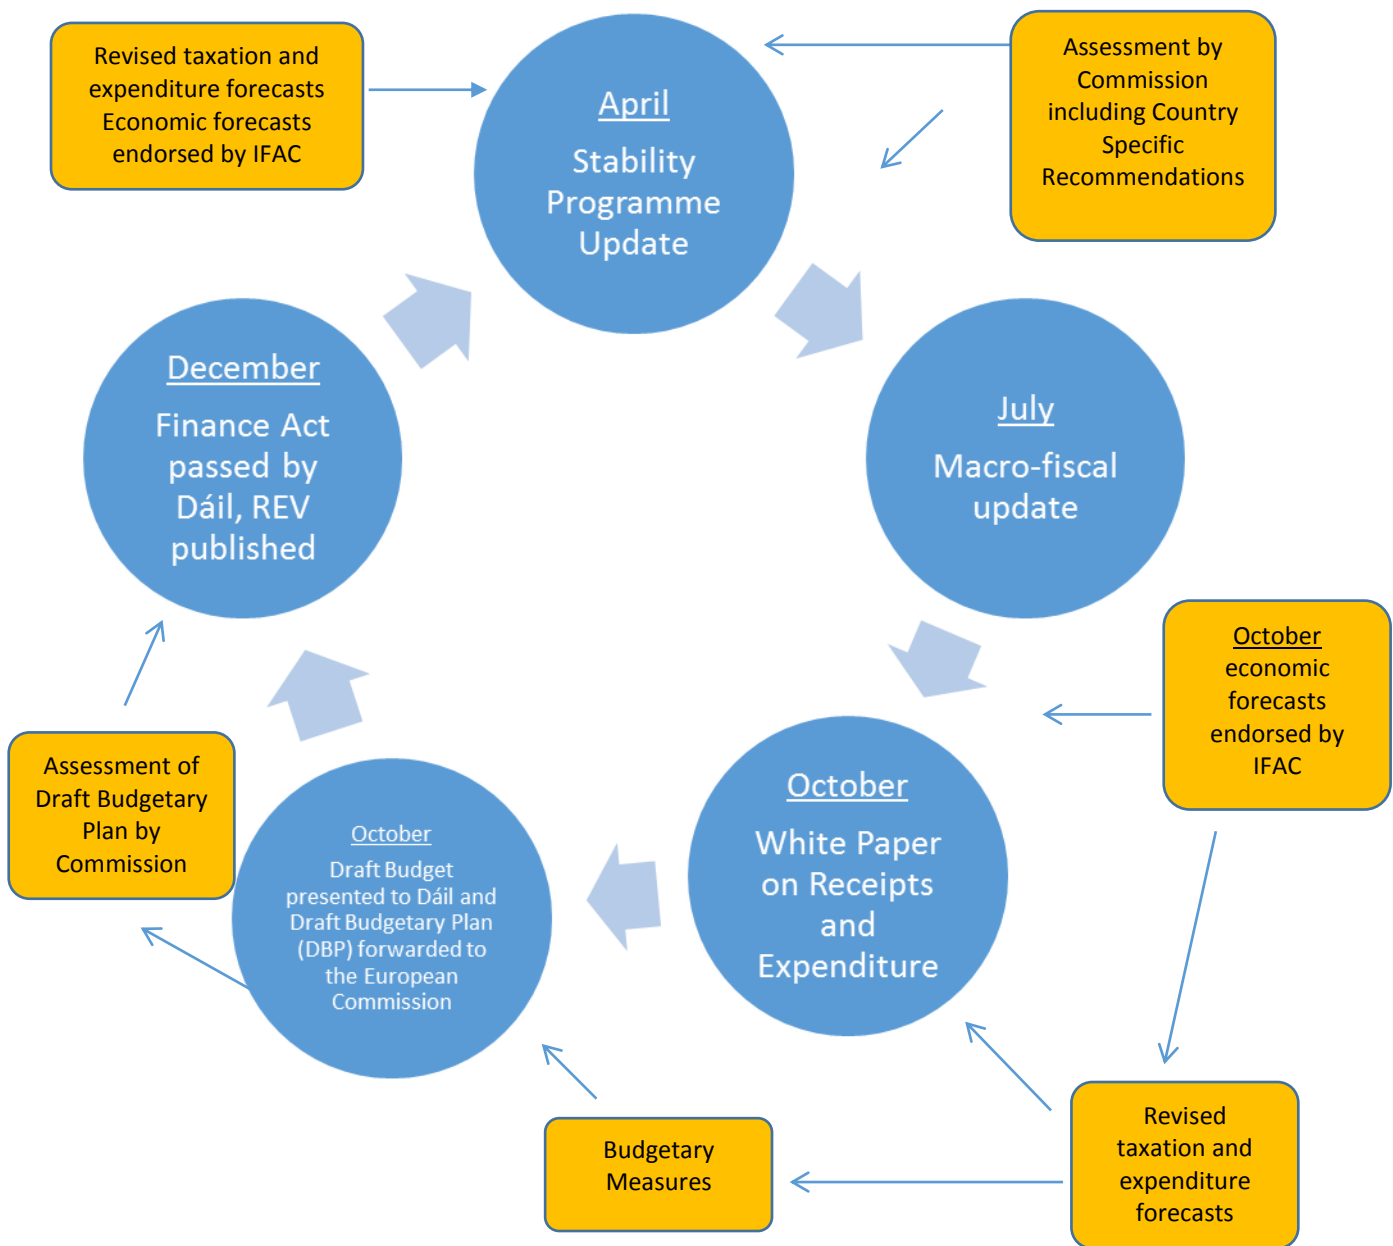 Revised taxation and
expenditure forecasts
Economic forecasts
endorsed by IFAC
April
Stability
Programme
Update
Assessment by
Commission
including Country
Specific
Recommendations
December
Finance Act
passed by
Dáil, REV
published
July
Macro-fiscal
update
October
economic
forecasts
endorsed by
IFAC
Assessment of
Draft Budgetary
Plan by
Commission
October
Draft Budget
presented to Dáil and
Draft Budgetary Plan
(DBP) forwarded to
the European
Commission
October
White Paper
on Receipts
and
Expenditure
Budgetary
Measures
Revised
taxation and
expenditure
forecasts